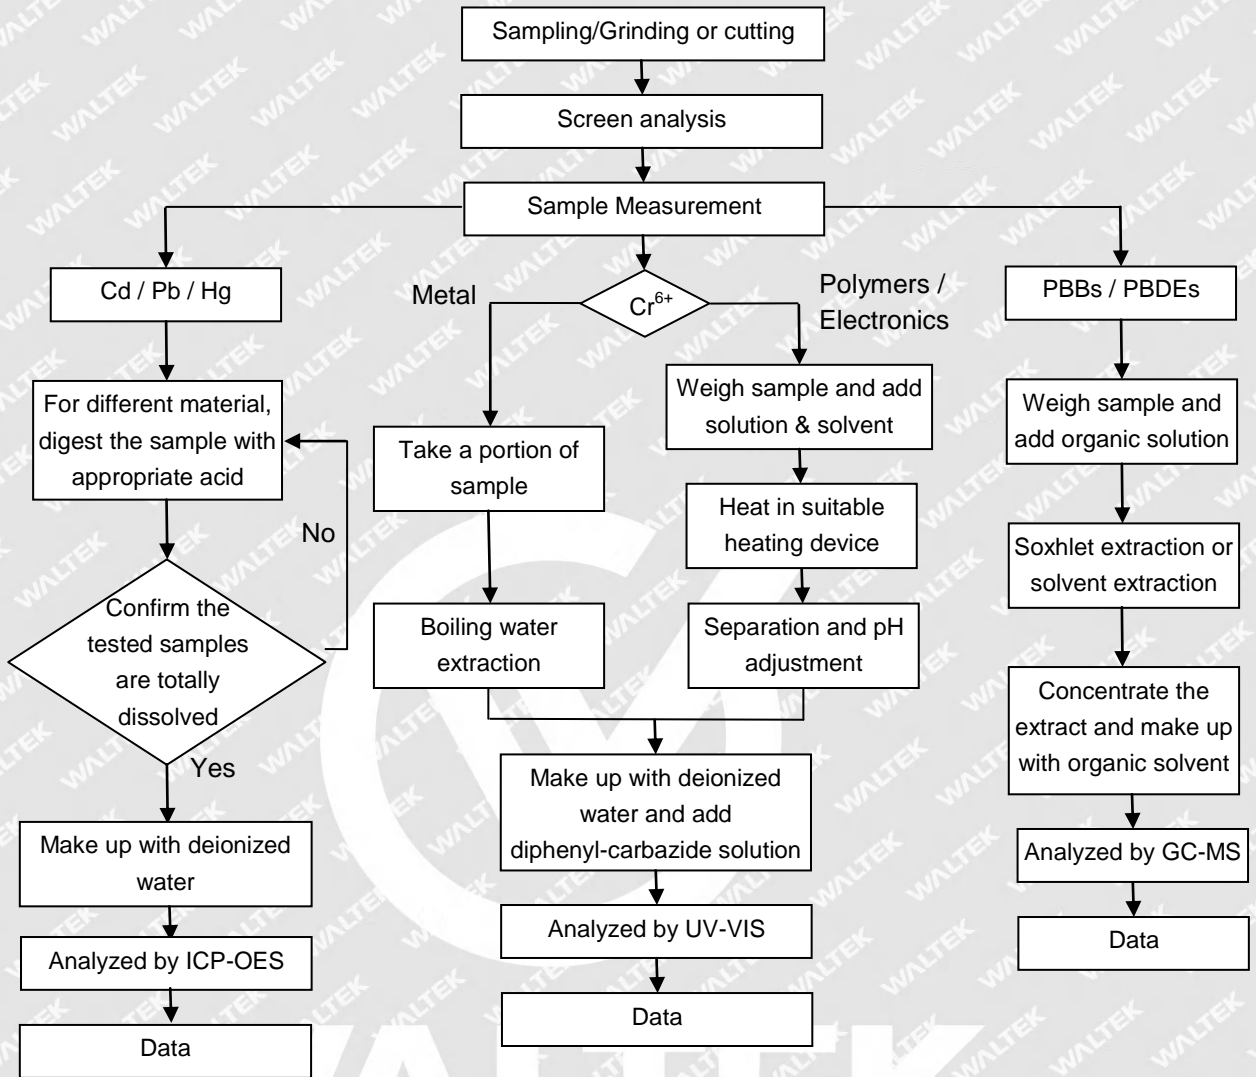 Sampling/Grinding or cutting
Screen analysis
Sample Measurement
Cd / Pb / Hg
For different material,
digest the sample with
appropriate acid
No
Confirm the
tested samples
are totally
dissolved
Yes
Make up with deionized
water
Analyzed by ICP-OES
Data
Metal
Cr6+
Polymers /
Electronics
Take a portion of
sample
Boiling water
extraction
Weigh sample and add
solution & solvent
Heat in suitable
heating device
Separation and pH
adjustment
Make up with deionized
water and add
diphenyl-carbazide solution
Analyzed by UV-VIS
Data
PBBs / PBDEs
Weigh sample and
add organic solution
Soxhlet extraction or
solvent extraction
Concentrate the
extract and make up
with organic solvent
Analyzed by GC-MS
Data
WALTEK